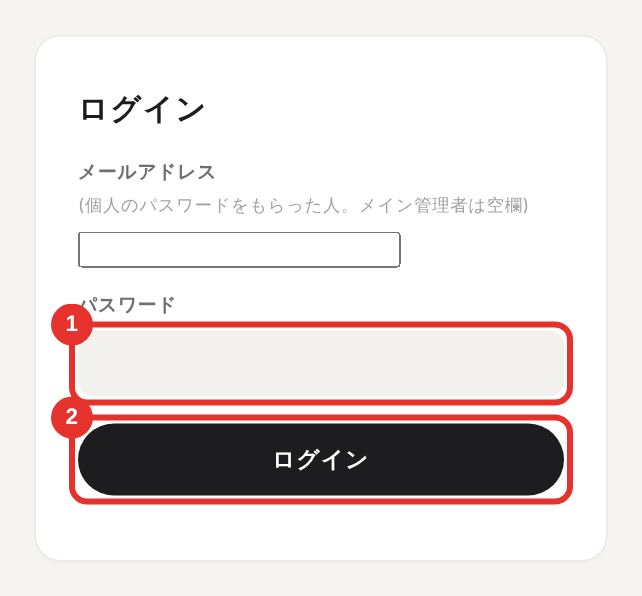 ログイン
メールアドレス
(個人のパスワードをもらった人。メイン管理者は空欄)
パスワード
1
2
ログイン